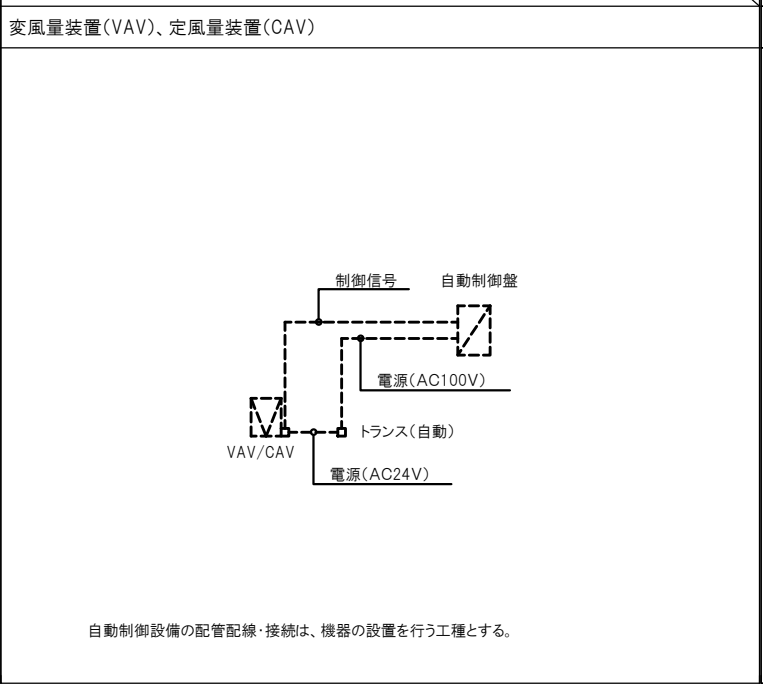 変風量装置(VAV)、定風量装置(CAV)
制御信号
自動制御盤
電源(AC100V)
トランス(自動)
VAV/CAV
電源(AC24V)
自動制御設備の配管配線・接続は、機器の設置を行う工種とする。